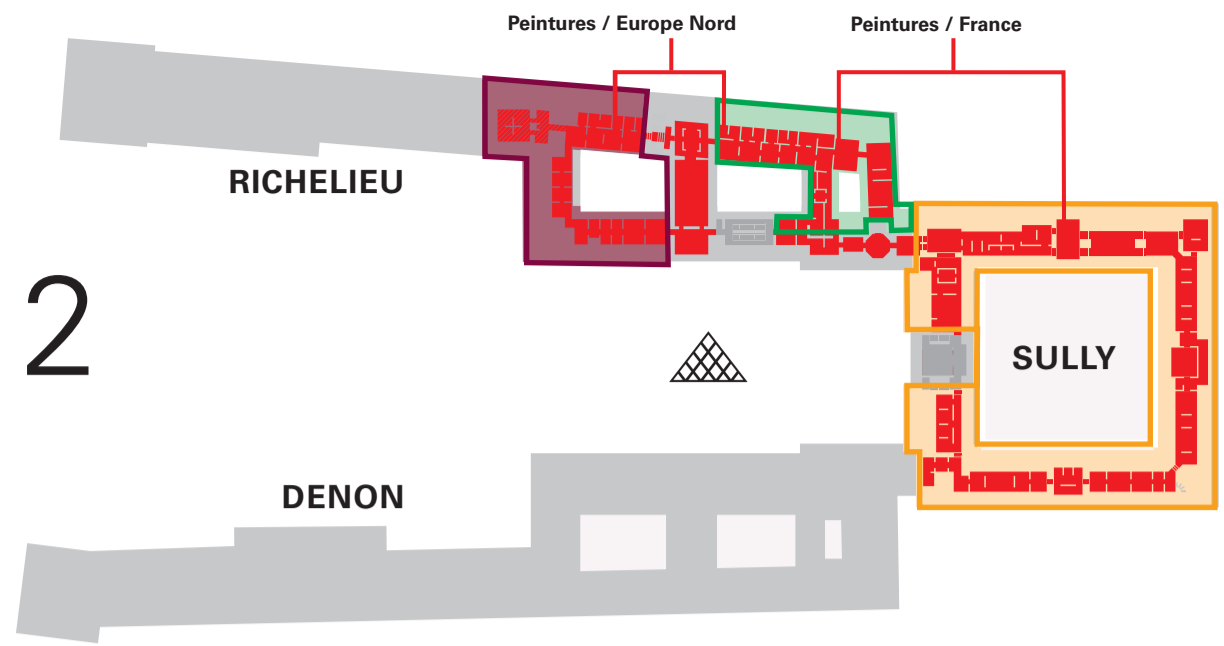 Peintures / Europe Nord
Peintures / France
RICHELIEU
2
SULLY
DENON